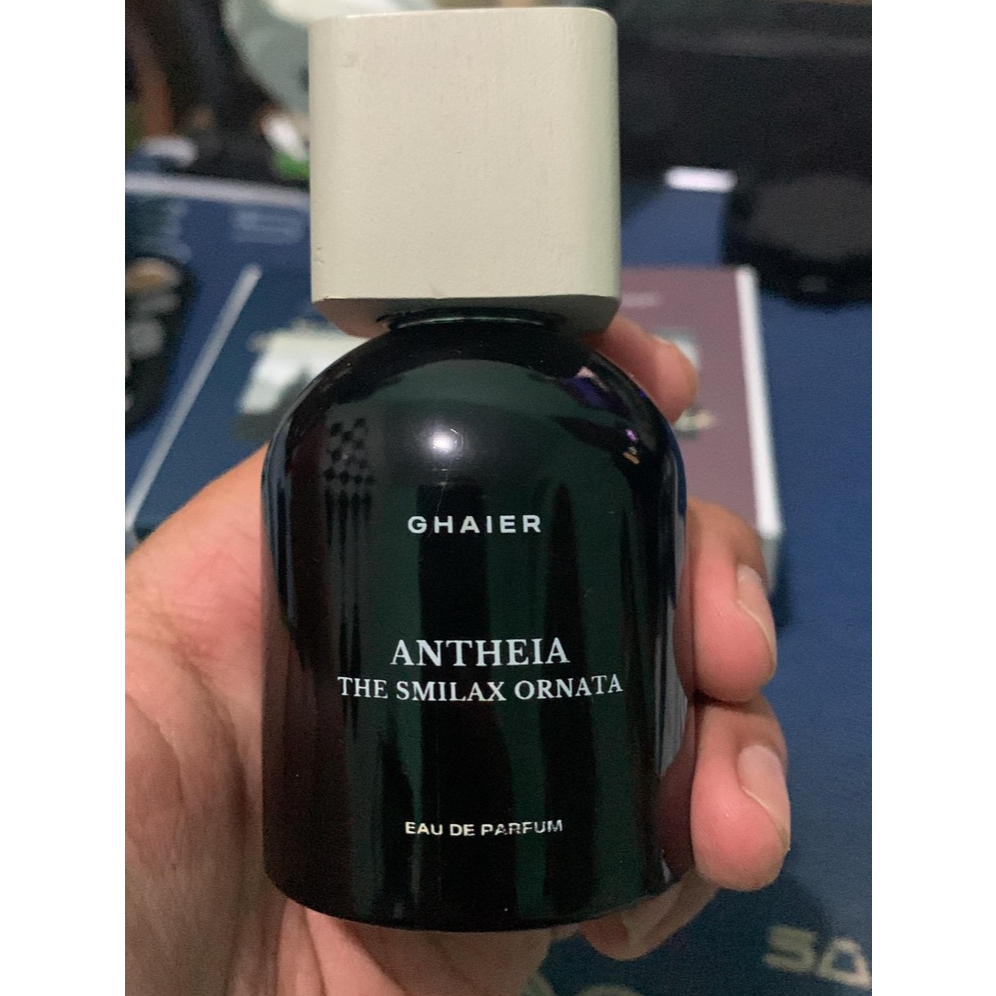 GHAIER
ANTHEIA
THE SMILAX ORNATA
EAU DE PARFUM